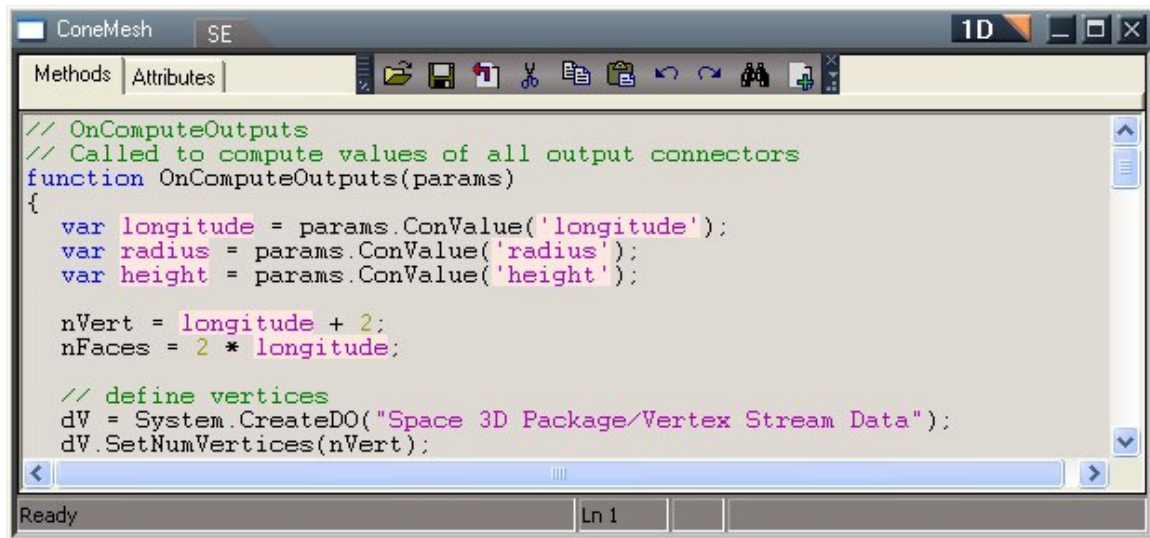 ConeMesh SE 1D
Methods Attributes
// OnComputeOutputs
// Called to compute values of all output connectors
function OnComputeOutputs(params)
{
var longitude = params.ConValue('longitude');
var radius = params.ConValue('radius');
var height = params.ConValue('height');
nVert = longitude + 2;
nFaces = 2 * longitude;
// define vertices
dV = System.CreateDO("Space 3D Package/Vertex Stream Data");
dV.SetNumVertices(nVert);
Ready Ln 1